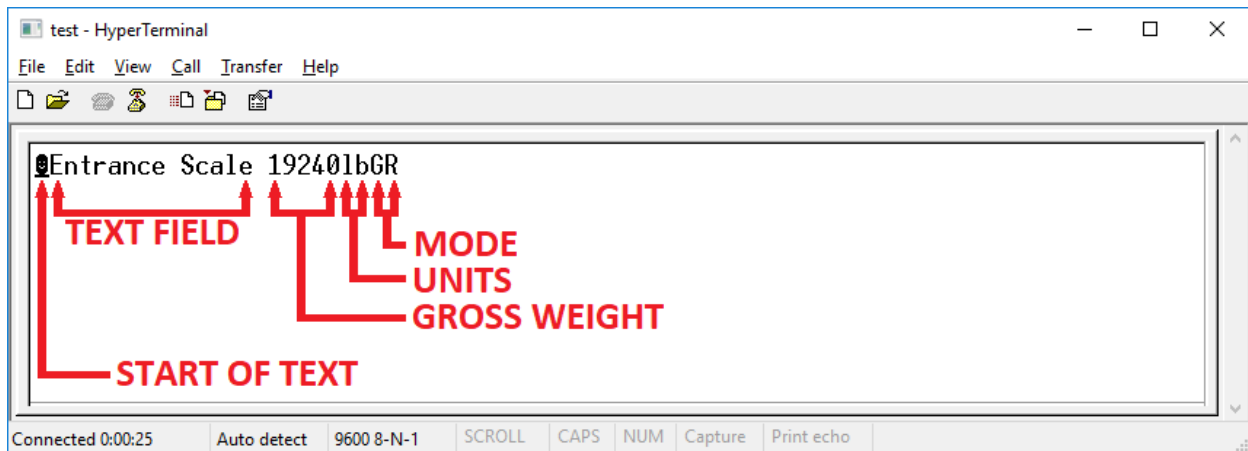 test - HyperTerminal
File Edit View Call Transfer Help
☻Entrance Scale 19240lbGR
TEXT FIELD
MODE
UNITS
GROSS WEIGHT
START OF TEXT
Connected 0:00:25 Auto detect 9600 8-N-1 SCROLL CAPS NUM Capture Print echo